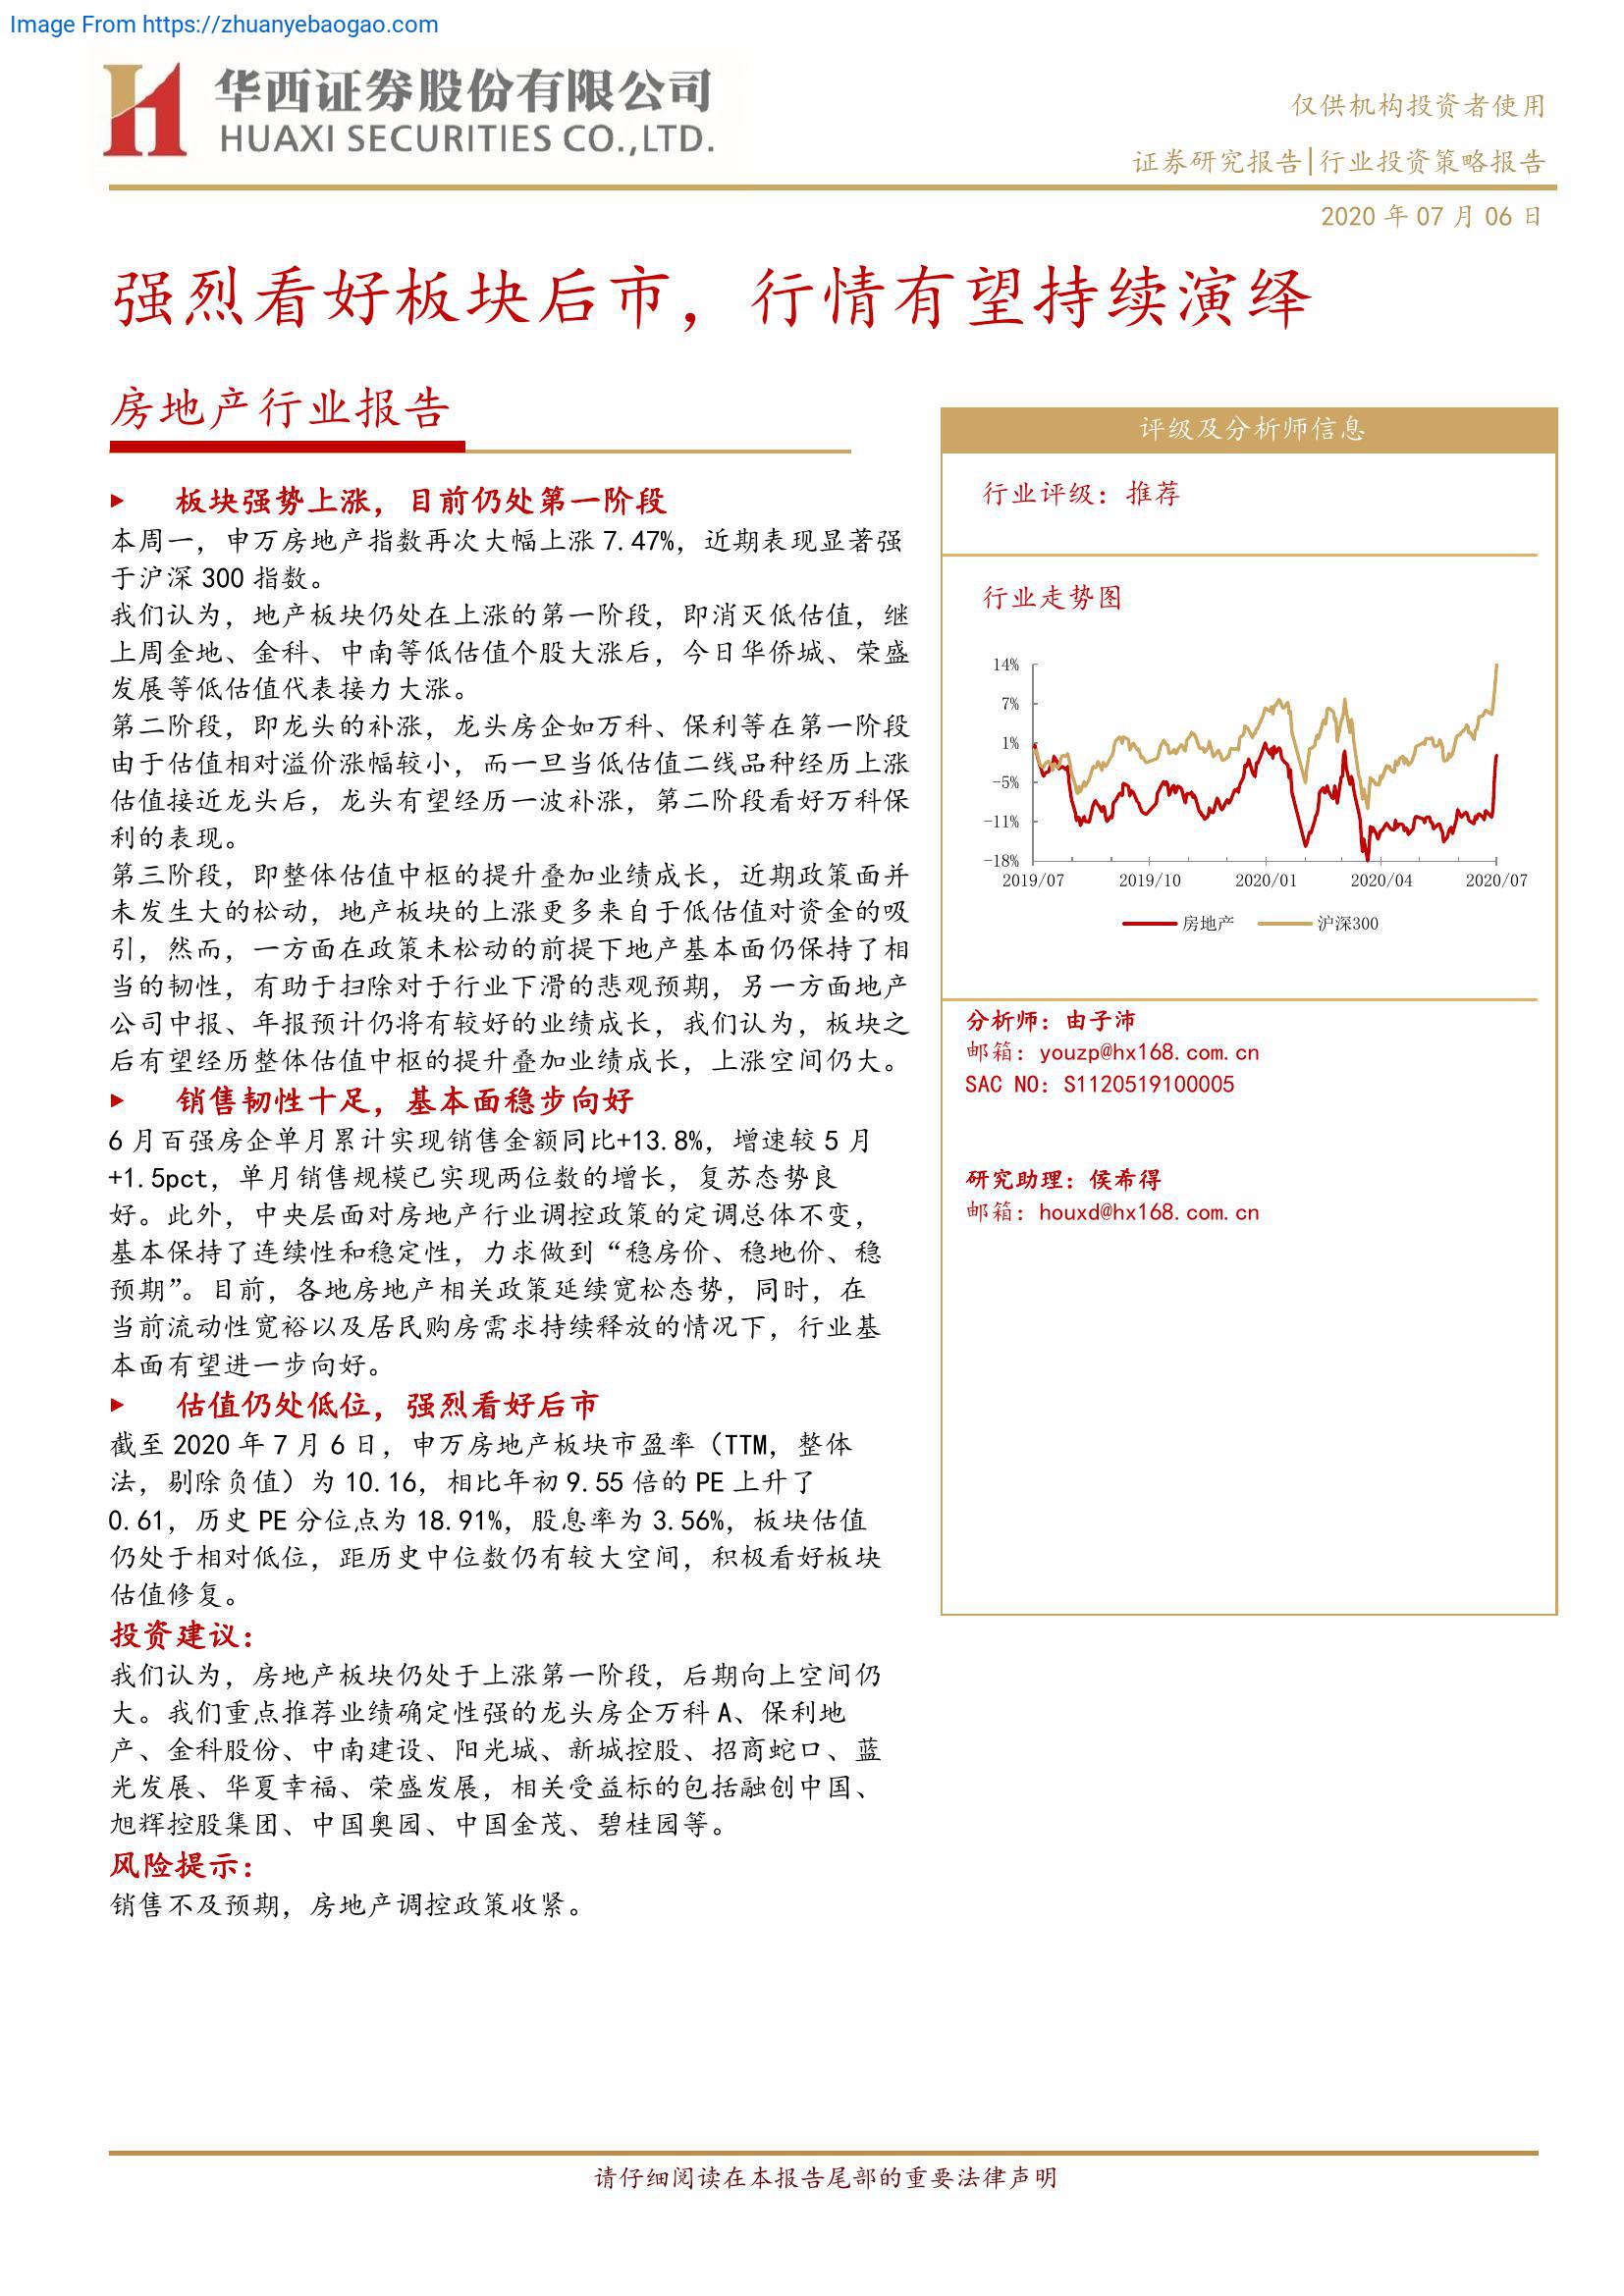 Image From https://zhuanyebaogao.com
华西证券股份有限公司
HUAXI SECURITIES CO.,LTD.
仅供机构投资者使用
证券研究报告|行业投资策略报告
2020 年 07 月 06 日
强烈看好板块后市，行情有望持续演绎
房地产行业报告
▶ 板块强势上涨，目前仍处第一阶段
本周一，申万房地产指数再次大幅上涨 7.47%，近期表现显著强
于沪深 300 指数。
我们认为，地产板块仍处在上涨的第一阶段，即消灭低估值，继
上周金地、金科、中南等低估值个股大涨后，今日华侨城、荣盛
发展等低估值代表接力大涨。
第二阶段，即龙头的补涨，龙头房企如万科、保利等在第一阶段
由于估值相对溢价涨幅较小，而一旦当低估值二线品种经历上涨
估值接近龙头后，龙头有望经历一波补涨，第二阶段看好万科保
利的表现。
第三阶段，即整体估值中枢的提升叠加业绩成长，近期政策面并
未发生大的松动，地产板块的上涨更多来自于低估值对资金的吸
引，然而，一方面在政策未松动的前提下地产基本面仍保持了相
当的韧性，有助于扫除对于行业下滑的悲观预期，另一方面地产
公司中报、年报预计仍将有较好的业绩成长，我们认为，板块之
后有望经历整体估值中枢的提升叠加业绩成长，上涨空间仍大。
▶ 销售韧性十足，基本面稳步向好
6 月百强房企单月累计实现销售金额同比+13.8%，增速较 5 月
+1.5pct，单月销售规模已实现两位数的增长，复苏态势良
好。此外，中央层面对房地产行业调控政策的定调总体不变，
基本保持了连续性和稳定性，力求做到“稳房价、稳地价、稳
预期”。目前，各地房地产相关政策延续宽松态势，同时，在
当前流动性宽裕以及居民购房需求持续释放的情况下，行业基
本面有望进一步向好。
▶ 估值仍处低位，强烈看好后市
截至 2020 年 7 月 6 日，申万房地产板块市盈率（TTM，整体
法，剔除负值）为 10.16，相比年初 9.55 倍的 PE 上升了
0.61，历史 PE 分位点为 18.91%，股息率为 3.56%，板块估值
仍处于相对低位，距历史中位数仍有较大空间，积极看好板块
估值修复。
投资建议：
我们认为，房地产板块仍处于上涨第一阶段，后期向上空间仍
大。我们重点推荐业绩确定性强的龙头房企万科 A、保利地
产、金科股份、中南建设、阳光城、新城控股、招商蛇口、蓝
光发展、华夏幸福、荣盛发展，相关受益标的包括融创中国、
旭辉控股集团、中国奥园、中国金茂、碧桂园等。
风险提示：
销售不及预期，房地产调控政策收紧。
评级及分析师信息
行业评级：推荐
行业走势图
14%
7%
1%
-5%
-11%
-18%
2019/07 2019/10 2020/01 2020/04 2020/07
房地产 沪深300
分析师：由子沛
邮箱：youzp@hx168.com.cn
SAC NO：S1120519100005
研究助理：侯希得
邮箱：houxd@hx168.com.cn
请仔细阅读在本报告尾部的重要法律声明